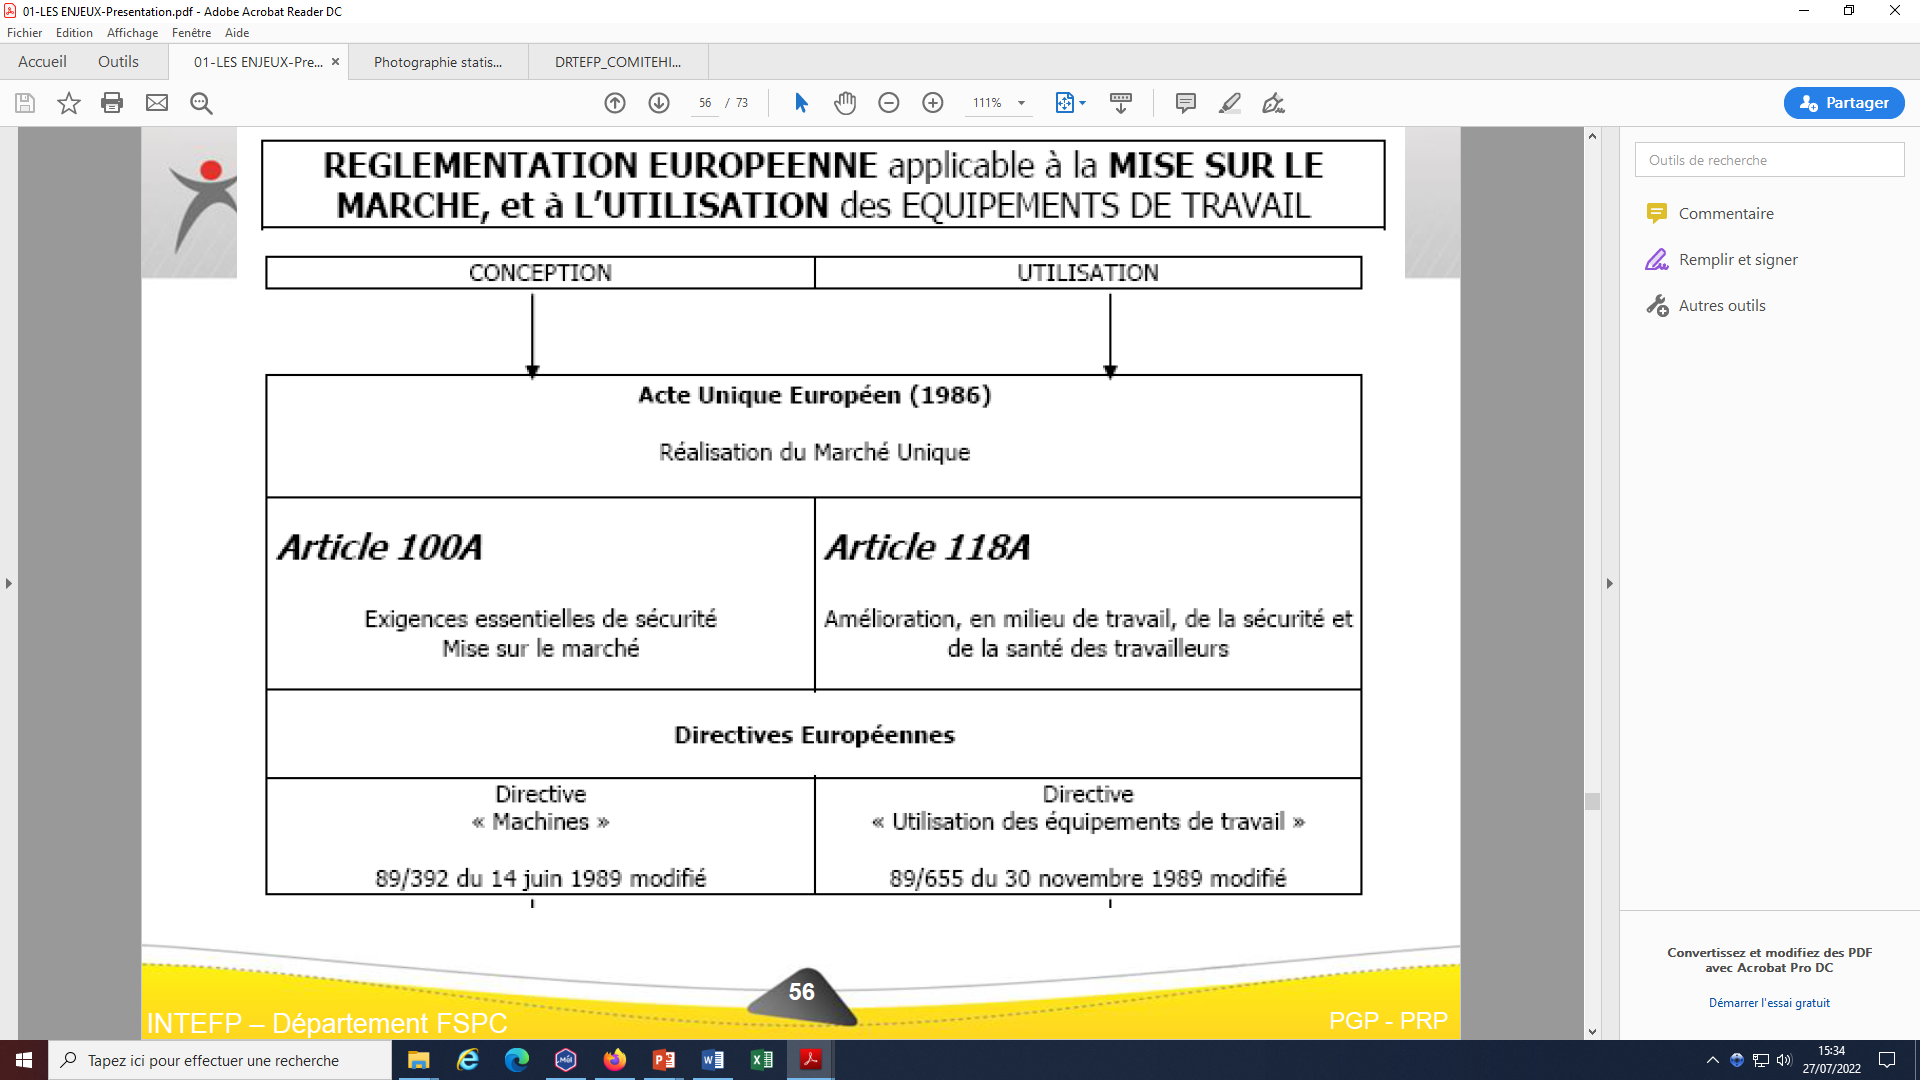 01-LES ENJEUX-Presentation.pdf - Adobe Acrobat Reader DC
Fichier Edition Affichage Fenêtre Aide
Accueil Outils 01-LES ENJEUX-Pre... × Photographie statis... DRTEFP_COMITEHI...
56 / 73 111% Partager
REGLEMENTATION EUROPEENNE applicable à la MISE SUR LE
MARCHE, et à L'UTILISATION des EQUIPEMENTS DE TRAVAIL
CONCEPTION UTILISATION
Acte Unique Européen (1986)
Réalisation du Marché Unique
Article 100A
Exigences essentielles de sécurité
Mise sur le marché
Article 118A
Amélioration, en milieu de travail, de la sécurité et
de la santé des travailleurs
Directives Européennes
Directive
« Machines »
89/392 du 14 juin 1989 modifié
Directive
« Utilisation des équipements de travail »
89/655 du 30 novembre 1989 modifié
56
INTEFP – Département FSPC
PGP - PRP
Outils de recherche
Commentaire
Remplir et signer
Autres outils
Convertissez et modifiez des PDF
avec Acrobat Pro DC
Démarrer l'essai gratuit
Tapez ici pour effectuer une recherche
15:34
27/07/2022